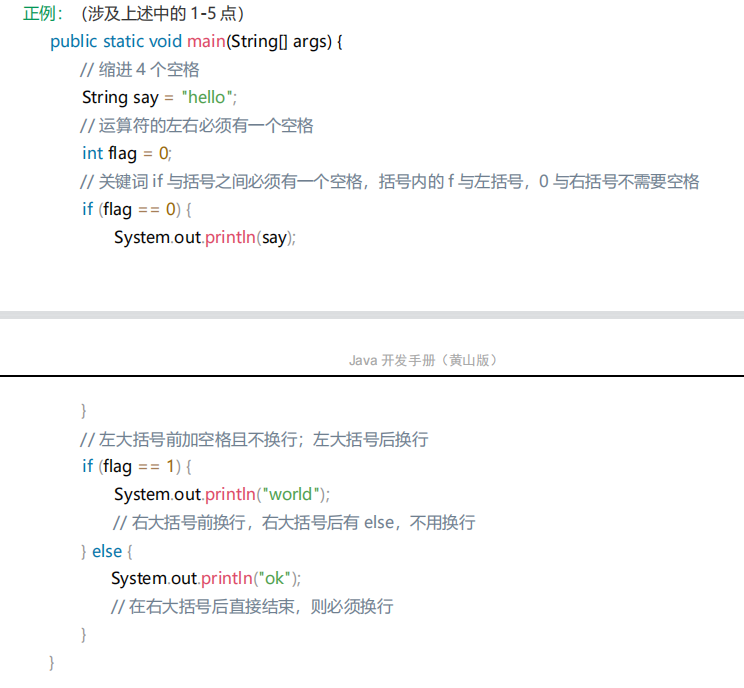 正例：（涉及上述中的 1-5 点）
public static void main(String[] args) {
// 缩进 4 个空格
String say = "hello";
// 运算符的左右必须有一个空格
int flag = 0;
// 关键词 if 与括号之间必须有一个空格，括号内的 f 与左括号，0 与右括号不需要空格
if (flag == 0) {
System.out.println(say);
Java 开发手册（黄山版）
}
// 左大括号前加空格且不换行；左大括号后换行
if (flag == 1) {
System.out.println("world");
// 右大括号前换行，右大括号后有 else，不用换行
} else {
System.out.println("ok");
// 在右大括号后直接结束，则必须换行
}
}